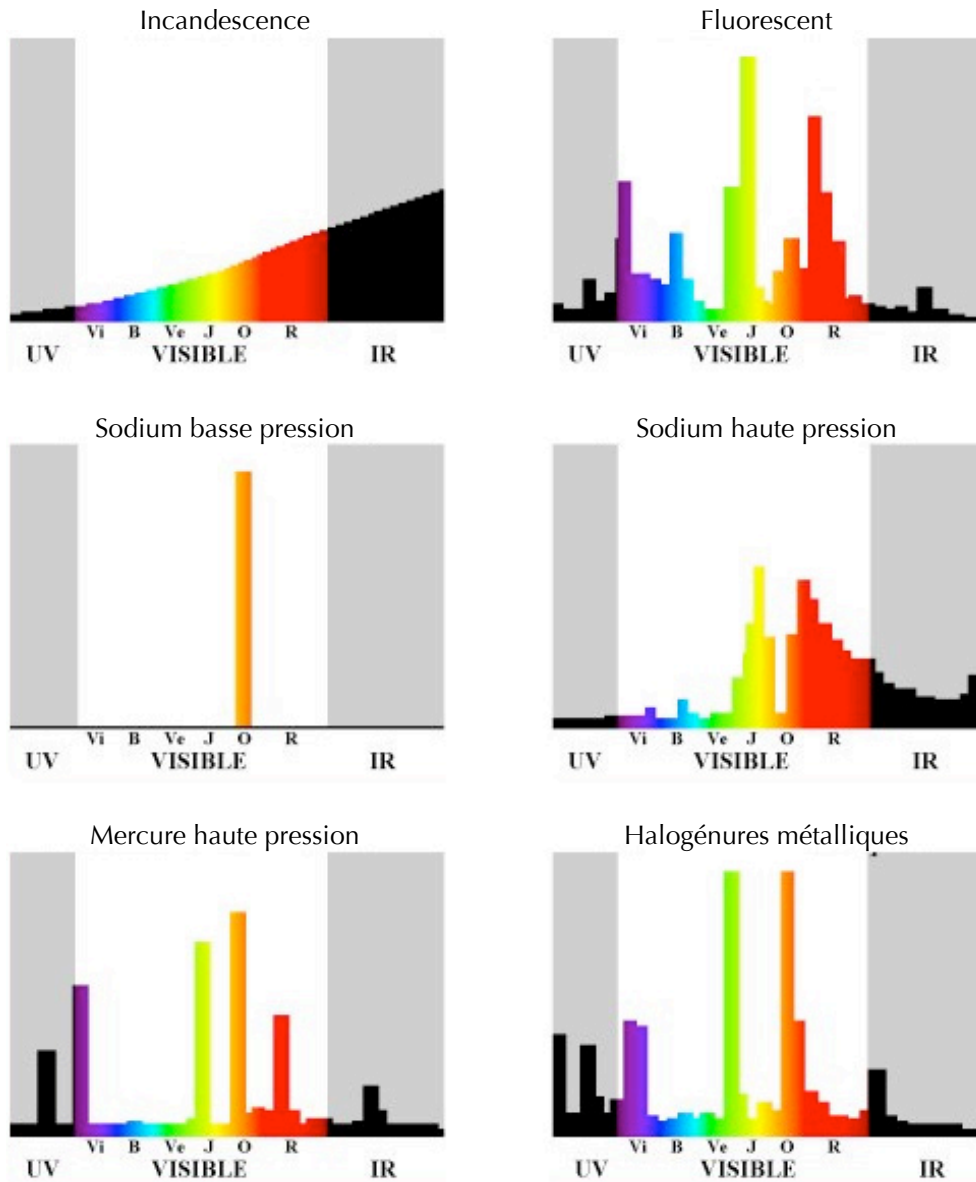 Incandescence
Fluorescent
Vi B Ve J O R
UV VISIBLE IR
Vi B Ve J O R
UV VISIBLE IR
Sodium basse pression
Sodium haute pression
Vi B Ve J O R
UV VISIBLE IR
Vi B Ve J O R
UV VISIBLE IR
Mercure haute pression
Halogénures métalliques
Vi B Ve J O R
UV VISIBLE IR
Vi B Ve J O R
UV VISIBLE IR